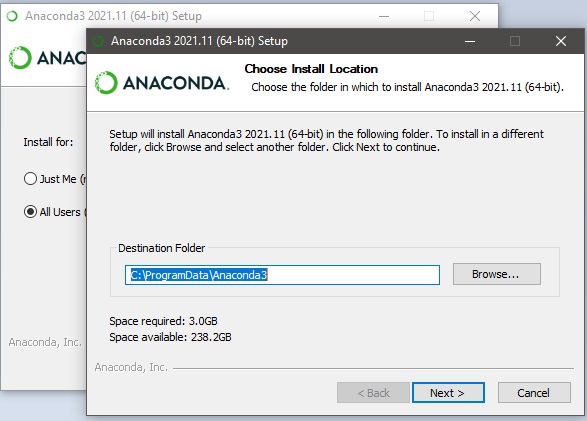 Anaconda3 2021.11 (64-bit) Setup
ANACONDA
Install for:
Just Me (
All Users (
Anaconda, Inc.
Anaconda3 2021.11 (64-bit) Setup
ANACONDA.
Choose Install Location
Choose the folder in which to install Anaconda3 2021.11 (64-bit).
Setup will install Anaconda3 2021.11 (64-bit) in the following folder. To install in a different
folder, click Browse and select another folder. Click Next to continue.
Destination Folder
C:\ProgramData\Anaconda3
Browse...
Space required: 3.0GB
Space available: 238.2GB
Anaconda, Inc.
< Back
Next >
Cancel